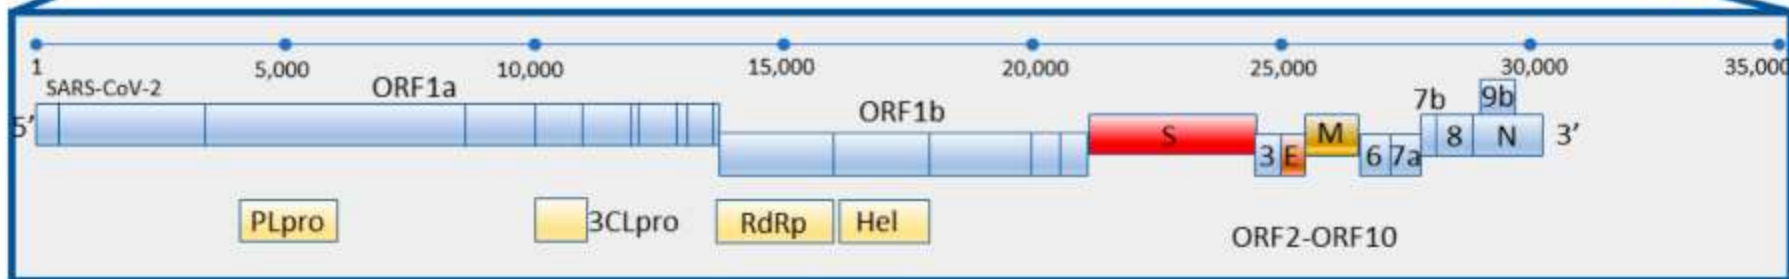 1 5,000 10,000 15,000 20,000 25,000 30,000 35,000
SARS-CoV-2 ORF1a
ORF1b 7b 9b
5’ S 3 E M 6 7a 8 N 3’
PLpro 3CLpro RdRp Hel
ORF2-ORF10